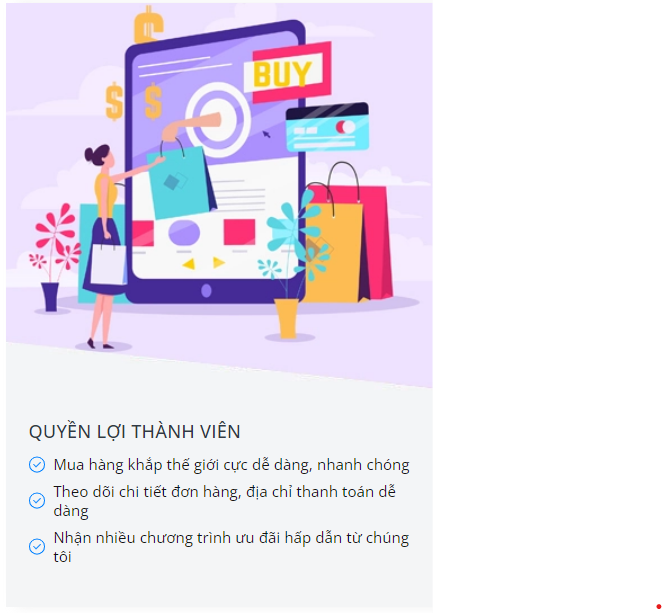 $
BUY
$ $
QUYỀN LỢI THÀNH VIÊN
Mua hàng khắp thế giới cực dễ dàng, nhanh chóng
Theo dõi chi tiết đơn hàng, địa chỉ thanh toán dễ
dàng
Nhận nhiều chương trình ưu đãi hấp dẫn từ chúng
tôi